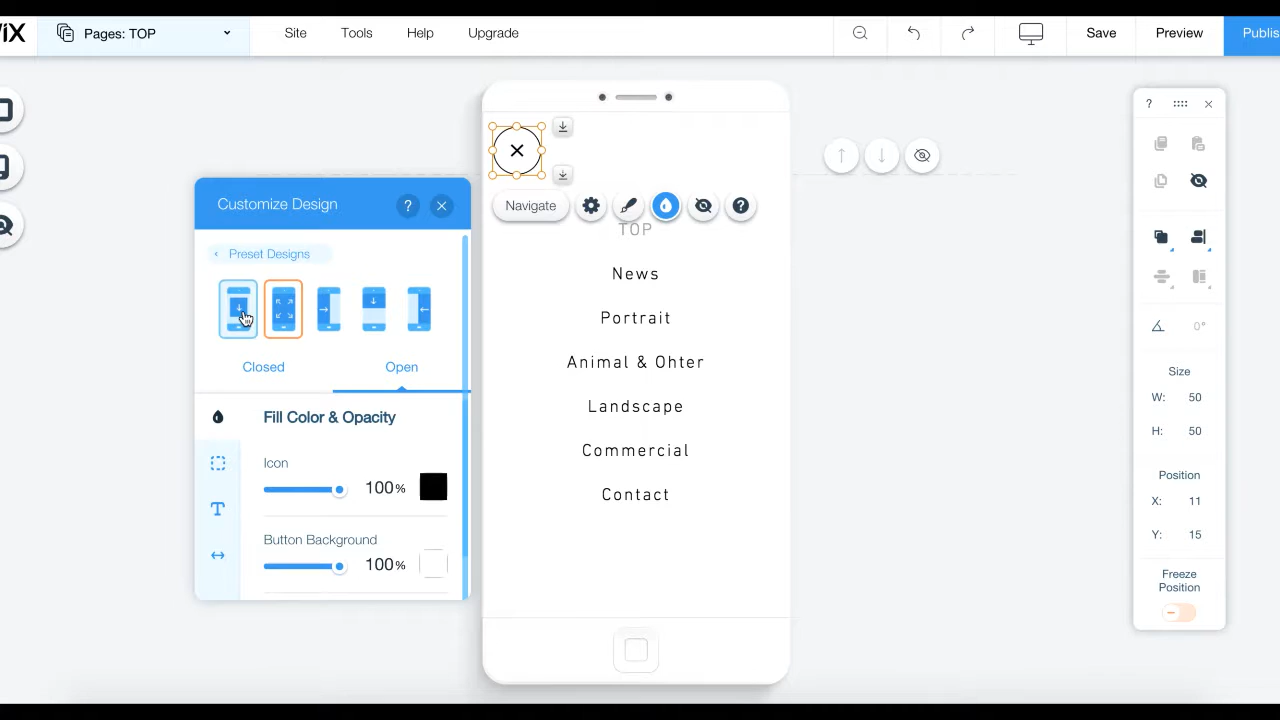 WiX
Pages: TOP
Site
Tools
Help
Upgrade
Save
Preview
Publis
Customize Design
?
Preset Designs
Closed
Open
Fill Color & Opacity
Icon
100%
Button Background
100%
T
Navigate
?
TOP
News
Portrait
Animal & Ohter
Landscape
Commercial
Contact
?
0°
Size
W: 50
H: 50
Position
X: 11
Y: 15
Freeze
Position